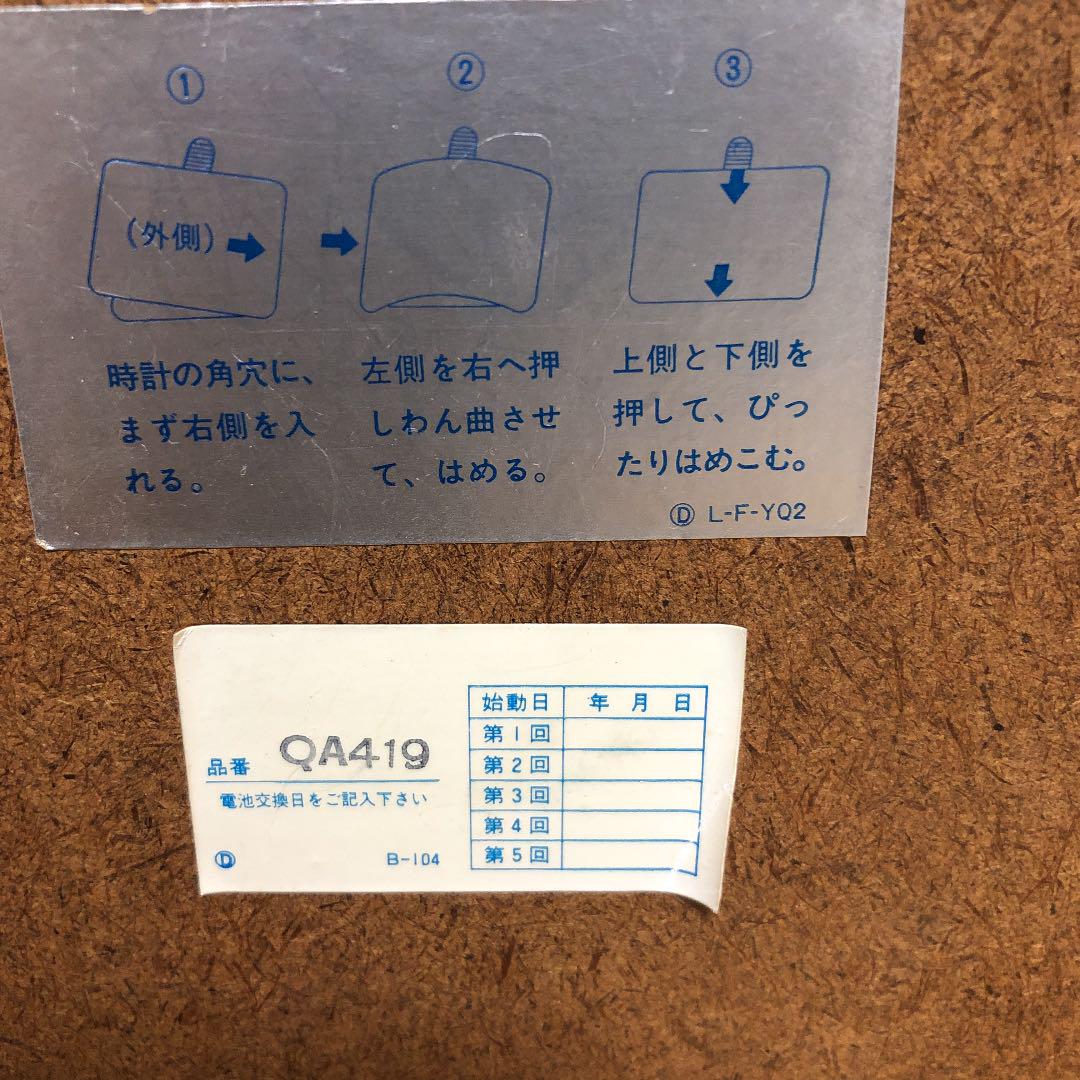 ① ② ③
(外側)
時計の角穴に、
まず右側を入
れる。
左側を右へ押
しわん曲させ
て、はめる。
上側と下側を
押して、ぴっ
たりはめこむ。
Ⓓ L-F-YQ2
品番 QA419
電池交換日をご記入下さい
Ⓓ B-104
始動日 年 月 日
第1回
第2回
第3回
第4回
第5回